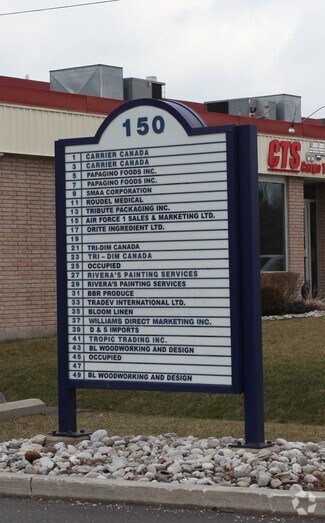 150
1 CARRIER CANADA
3 CARRIER CANADA
5 PAPAGINO FOODS INC.
7 PAPAGINO FOODS INC.
9 SMAA CORPORATION
11 ROUDEL MEDICAL
13 TRIBUTE PACKAGING INC.
15 AIR FORCE 1 SALES & MARKETING LTD.
17 ORITE INGREDIENT LTD.
19
21 TRI-DIM CANADA
23 TRI-DIM CANADA
25 OCCUPIED
27 RIVERA'S PAINTING SERVICES
29 RIVERA'S PAINTING SERVICES
31 BBR PRODUCE
33 TRADEV INTERNATIONAL LTD.
35 BLOOM LINEN
37 WILLIAMS DIRECT MARKETING INC.
39 D & S IMPORTS
41 TROPIC TRADING INC.
43 BL WOODWORKING AND DESIGN
45 OCCUPIED
47
49 BL WOODWORKING AND DESIGN
CTS